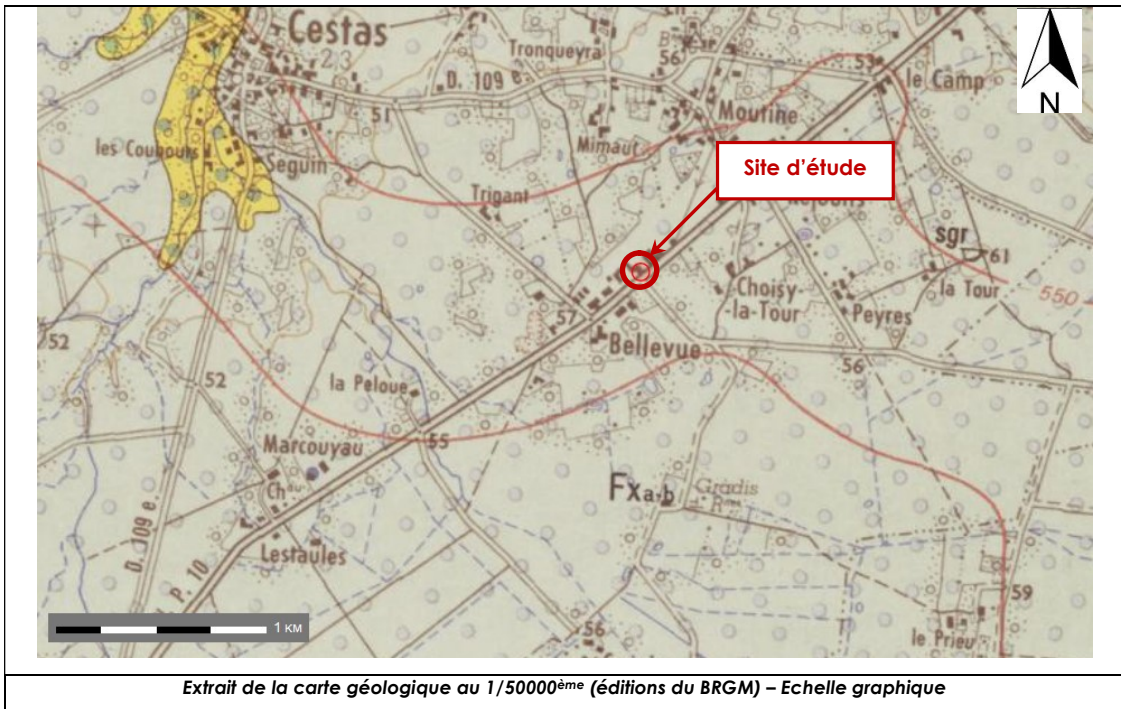 Cestas
23
Tronqueyra
56
53
le Camp
N
D. 109 e
51
Moutine
les Coubours
Mimaut
Seguin
Site d’étude
Trigant
sgr
61
la Tour
550
Choisy
-la-Tour
Peyres
57
52
Bellevue
56
52
la Peloue
55
Marcouyau
Ch
Fxa-b
Gradis
D. 109 e.
Lestaules
P. 10
59
1 KM
56
le Prieu
Extrait de la carte géologique au 1/50000ème (éditions du BRGM) – Echelle graphique